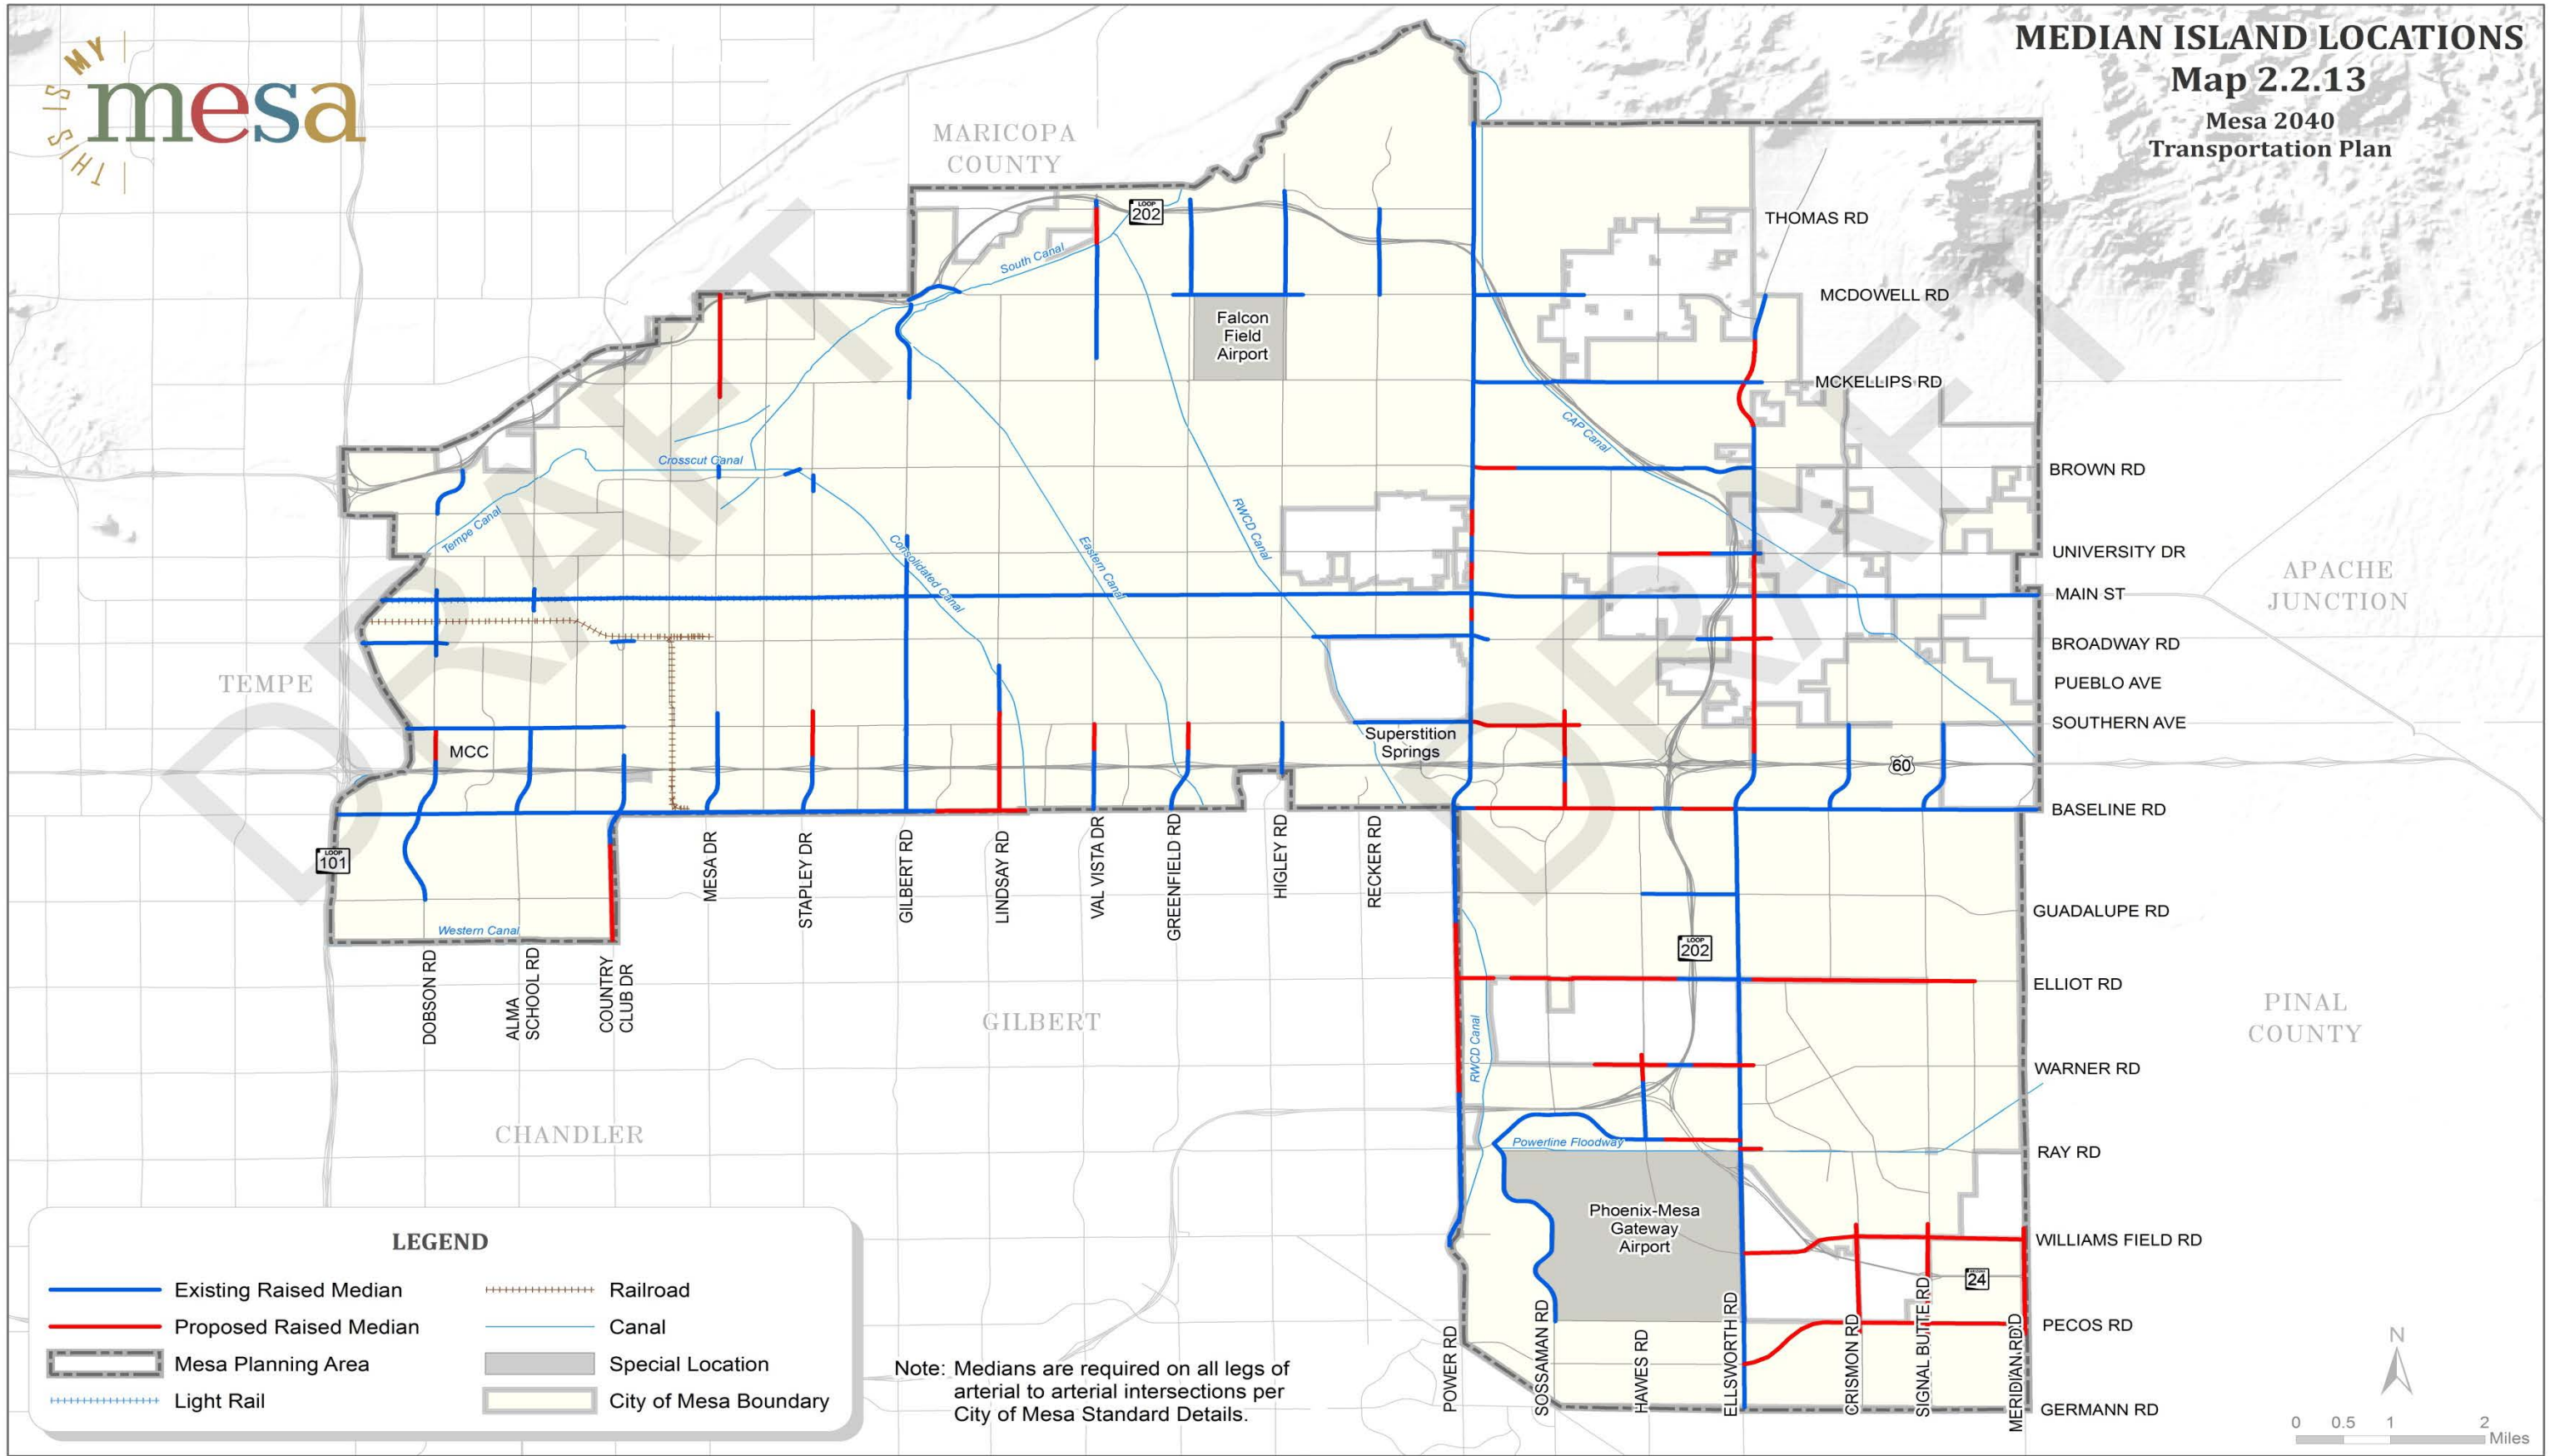 MEDIAN ISLAND LOCATIONS
Map 2.2.13
Mesa 2040
Transportation Plan
THIS IS MY
mesa
MARICOPA
COUNTY
LOOP
202
THOMAS RD
South Canal
MCDOWELL RD
Falcon
Field
Airport
MCKELLIPS RD
CAP Canal
Crosscut Canal
BROWN RD
Tempe Canal
RWCD Canal
Consolidated Canal
Eastern Canal
UNIVERSITY DR
APACHE
JUNCTION
MAIN ST
BROADWAY RD
TEMPE
PUEBLO AVE
SOUTHERN AVE
MCC
Superstition
Springs
60
BASELINE RD
LOOP
101
MESA DR
STAPLEY DR
GILBERT RD
LINDSAY RD
VAL VISTA DR
GREENFIELD RD
HIGLEY RD
RECKER RD
GUADALUPE RD
Western Canal
LOOP
202
DOBSON RD
ALMA
SCHOOL RD
COUNTRY
CLUB DR
ELLIOT RD
GILBERT
PINAL
COUNTY
RWCD Canal
WARNER RD
CHANDLER
Powerline Floodway
RAY RD
Phoenix-Mesa
Gateway
Airport
WILLIAMS FIELD RD
24
PECOS RD
POWER RD
SOSSAMAN RD
HAWES RD
ELLSWORTH RD
CRISMON RD
SIGNAL BUTTE RD
MERIDIAN RD
GERMANN RD
DRAFT
DRAFT
LEGEND
Existing Raised Median
Proposed Raised Median
Mesa Planning Area
Light Rail
Railroad
Canal
Special Location
City of Mesa Boundary
Note: Medians are required on all legs of
arterial to arterial intersections per
City of Mesa Standard Details.
N
0 0.5 1 2
Miles